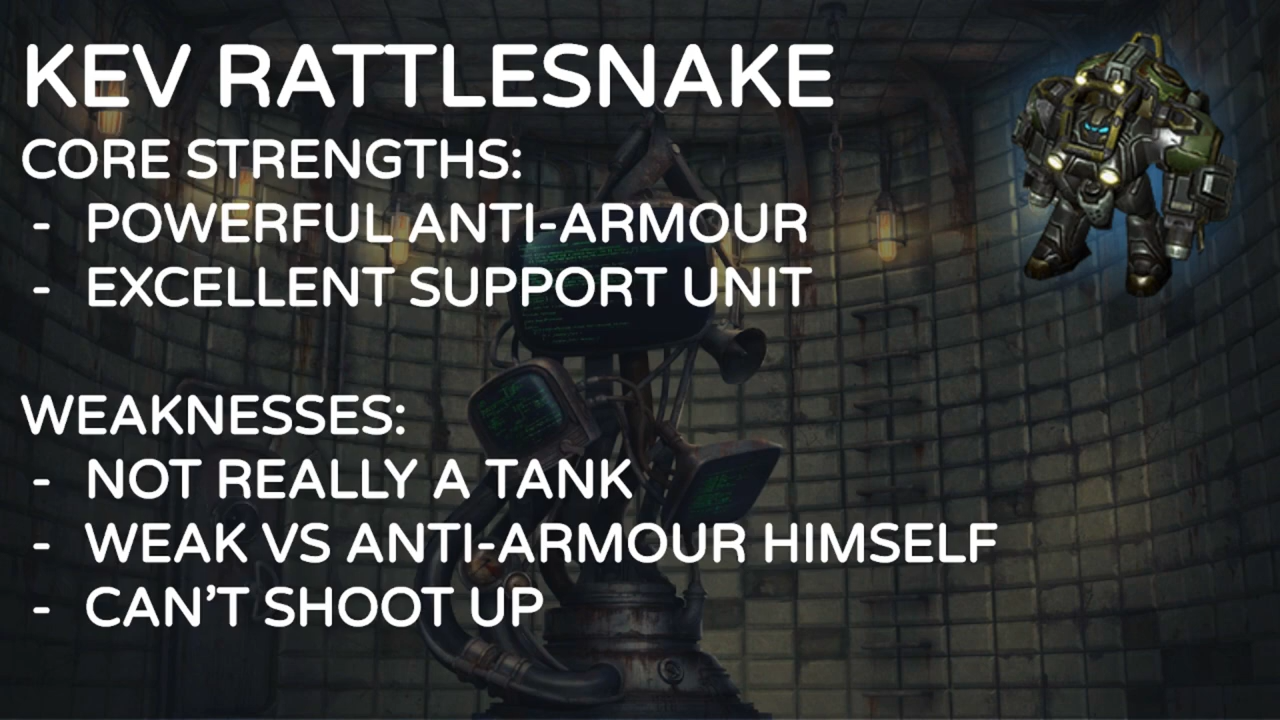 KEV RATTLESNAKE
CORE STRENGTHS:
- POWERFUL ANTI-ARMOUR
- EXCELLENT SUPPORT UNIT
WEAKNESSES:
- NOT REALLY A TANK
- WEAK VS ANTI-ARMOUR HIMSELF
- CAN'T SHOOT UP